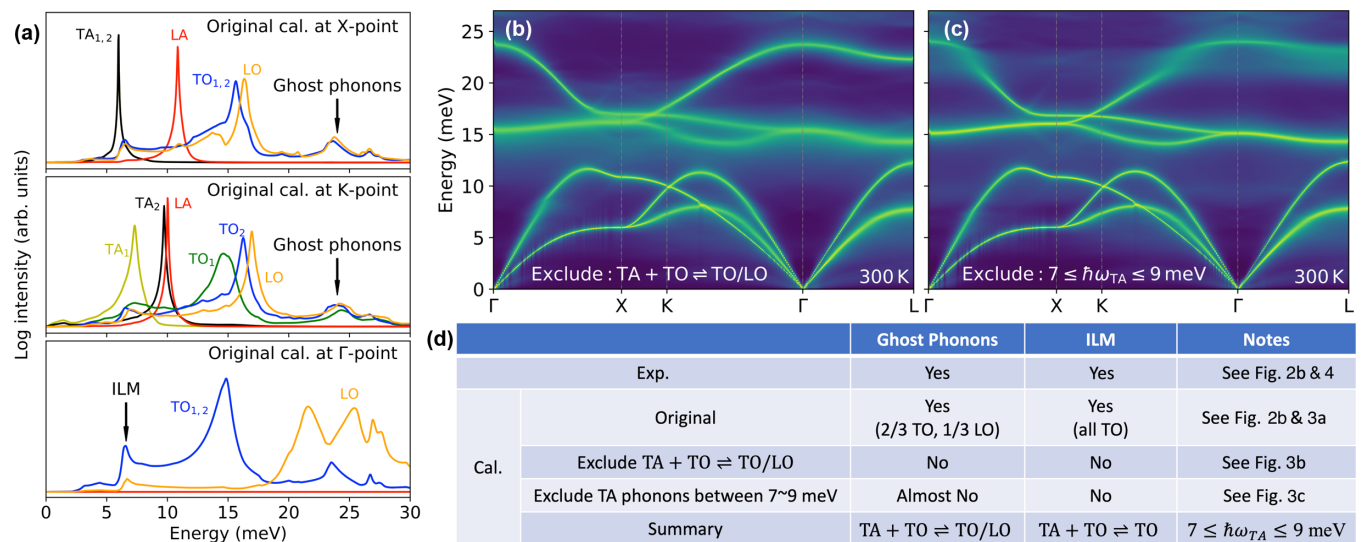 (a)
Original cal. at X-point
TA1,2
LA
TO1,2
LO
Ghost phonons
Original cal. at K-point
TA1
TA2
LA
TO1
TO2
LO
Ghost phonons
Original cal. at Γ-point
ILM
TO1,2
LO
Log intensity (arb. units)
0 5 10 15 20 25 30
Energy (meV)
(b)
Energy (meV)
25
20
15
10
5
0
Exclude : TA + TO ⇌ TO/LO
300 K
Γ X K Γ L
(c)
25
20
15
10
5
0
Exclude : 7 ≤ ħωTA ≤ 9 meV
300 K
Γ X K Γ L
(d)
Ghost Phonons ILM Notes
Exp. Yes Yes See Fig. 2b & 4
Cal.
Original Yes (2/3 TO, 1/3 LO) Yes (all TO) See Fig. 2b & 3a
Exclude TA + TO ⇌ TO/LO No No See Fig. 3b
Exclude TA phonons between 7~9 meV Almost No No See Fig. 3c
Summary TA + TO ⇌ TO/LO TA + TO ⇌ TO 7 ≤ ħωTA ≤ 9 meV